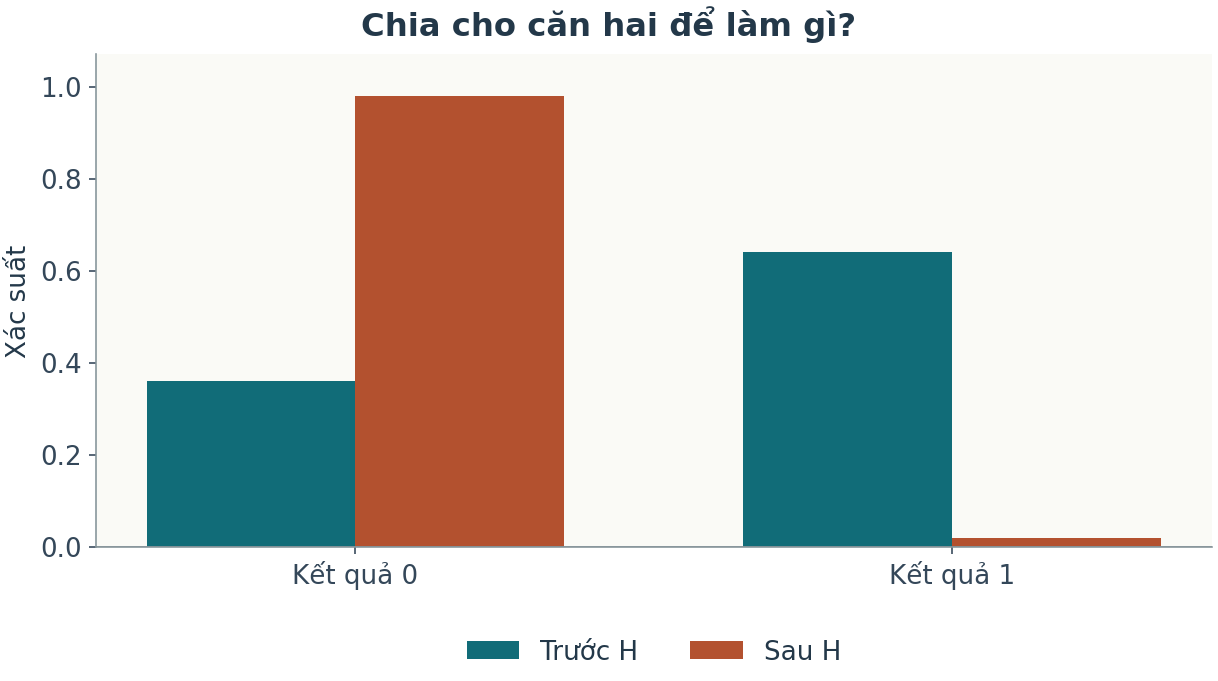 Chia cho căn hai để làm gì?
Xác suất
1.0
0.8
0.6
0.4
0.2
0.0
Kết quả 0
Kết quả 1
Trước H
Sau H